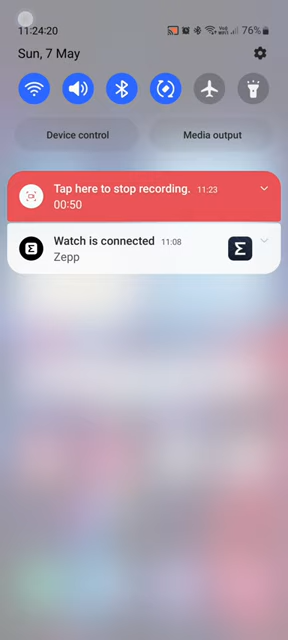 11:24:20
76%
Sun, 7 May
Device control
Media output
Tap here to stop recording. 11:23
00:50
Watch is connected 11:08
Zepp